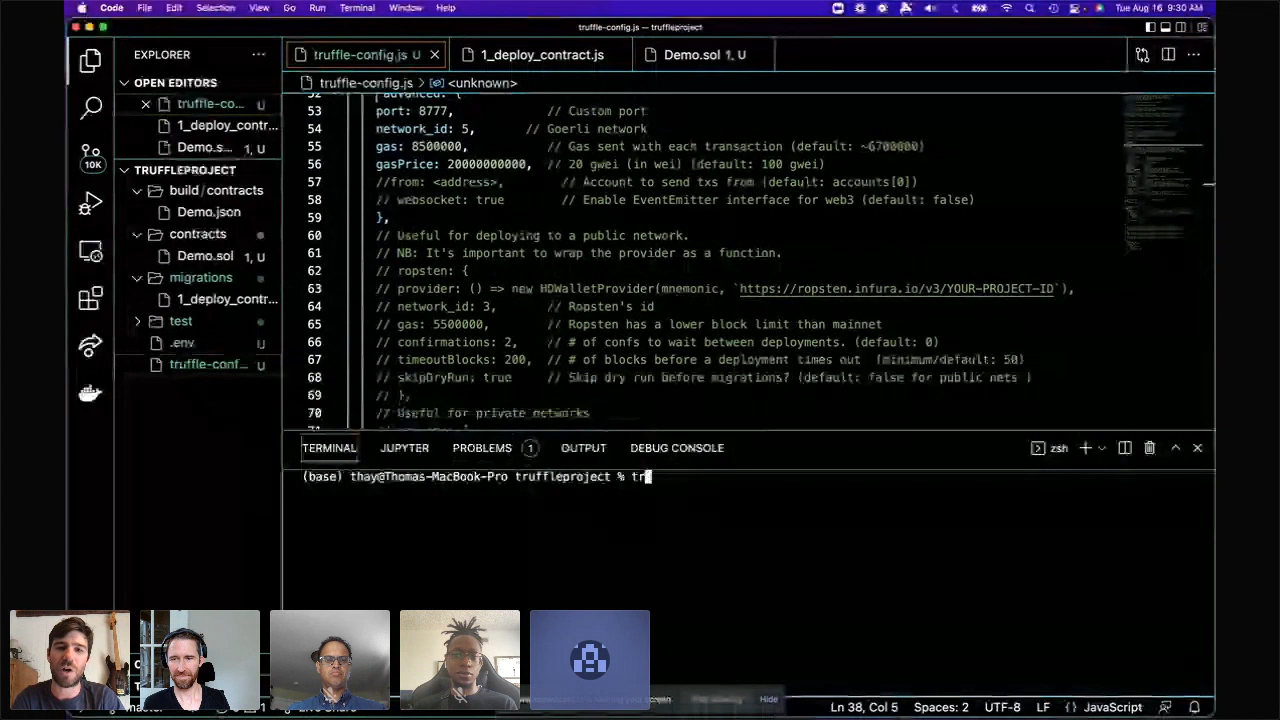 Code File Edit Selection View Go Run Terminal Window Help Tue Aug 16 9:30 AM
truffle-config.js — truffleproject
EXPLORER
truffle-config.js U
1_deploy_contract.js
Demo.sol 1, U
OPEN EDITORS
truffle-config.js > <unknown>
truffle-co... U
1_deploy_contr...
Demo.s... 1, U
TRUFFLEPROJECT
build / contracts
Demo.json
contracts
Demo.sol 1, U
migrations
1_deploy_contr...
test
.env U
truffle-conf... U
10K
52 advanced: {
53 port: 8777, // Custom port
54 network_id: 5, // Goerli network
55 gas: 8500000, // Gas sent with each transaction (default: ~6700000)
56 gasPrice: 20000000000, // 20 gwei (in wei) (default: 100 gwei)
57 //from: <address>, // Account to send txs from (default: accounts[0])
58 // websocket: true // Enable EventEmitter interface for web3 (default: false)
59 },
60 // Useful for deploying to a public network.
61 // NB: It's important to wrap the provider as a function.
62 // ropsten: {
63 // provider: () => new HDWalletProvider(mnemonic, `https://ropsten.infura.io/v3/YOUR-PROJECT-ID`),
64 // network_id: 3, // Ropsten's id
65 // gas: 5500000, // Ropsten has a lower block limit than mainnet
66 // confirmations: 2, // # of confs to wait between deployments. (default: 0)
67 // timeoutBlocks: 200, // # of blocks before a deployment times out (minimum/default: 50)
68 // skipDryRun: true // Skip dry run before migrations? (default: false for public nets )
69 // },
70 // Useful for private networks
71
TERMINAL JUPYTER PROBLEMS 1 OUTPUT DEBUG CONSOLE zsh
(base) thay@Thomas-MacBook-Pro truffleproject % tr
Hide
Ln 38, Col 5 Spaces: 2 UTF-8 LF {} JavaScript